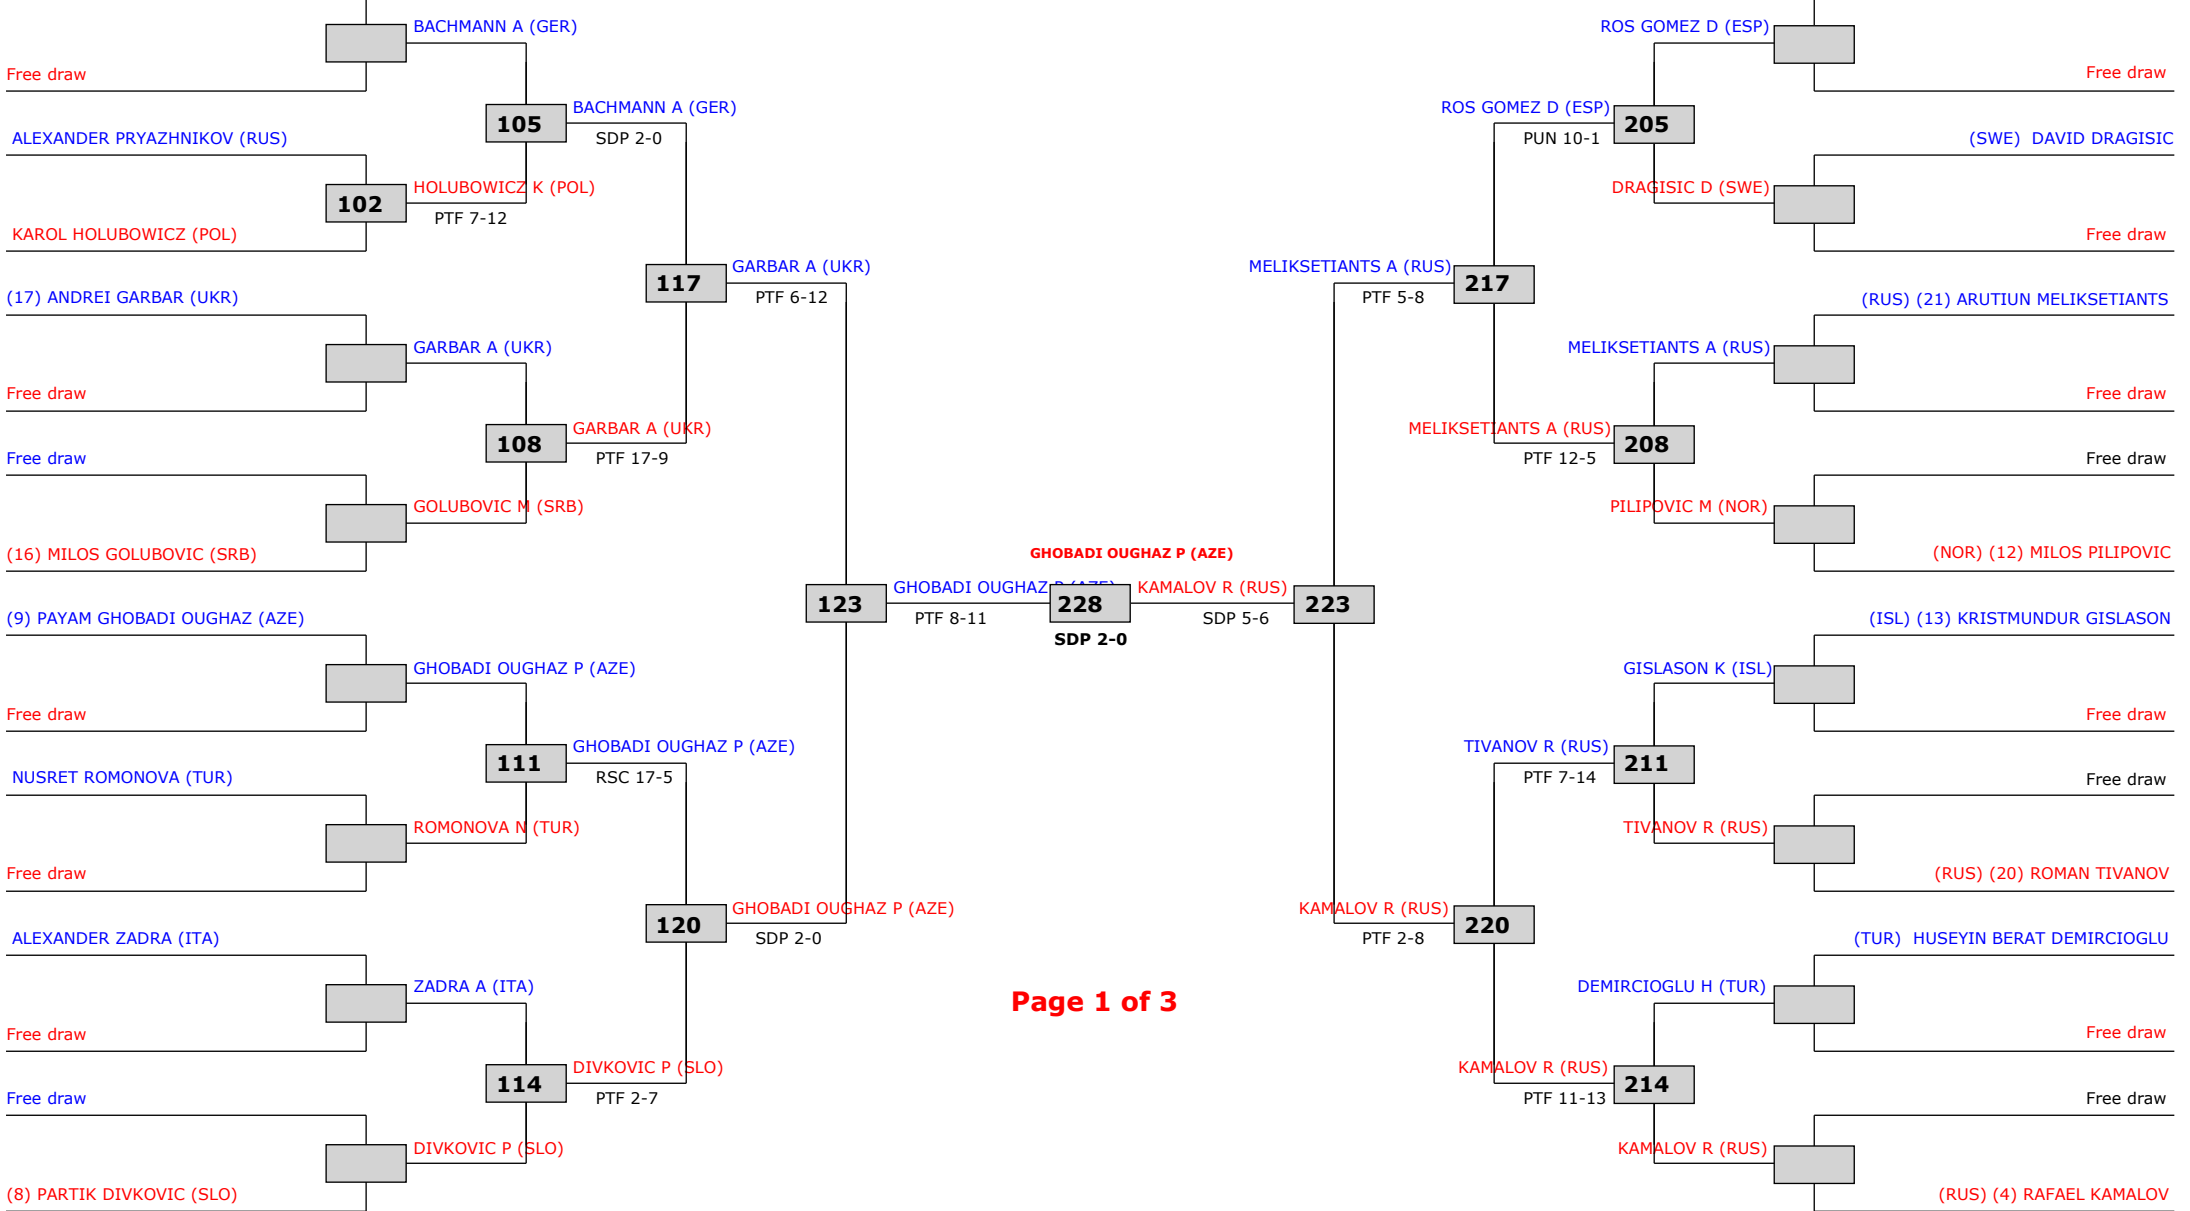 BACHMANN A (GER)
Free draw
105
BACHMANN A (GER)
SDP 2-0
ALEXANDER PRYAZHNIKOV (RUS)
102
HOLUBOWICZ K (POL)
PTF 7-12
KAROL HOLUBOWICZ (POL)
117
GARBAR A (UKR)
PTF 6-12
(17) ANDREI GARBAR (UKR)
GARBAR A (UKR)
Free draw
108
GARBAR A (UKR)
PTF 17-9
Free draw
GOLUBOVIC M (SRB)
(16) MILOS GOLUBOVIC (SRB)
123
GHOBADI OUGHAZ P (AZE)
PTF 8-11
(9) PAYAM GHOBADI OUGHAZ (AZE)
GHOBADI OUGHAZ P (AZE)
Free draw
111
GHOBADI OUGHAZ P (AZE)
RSC 17-5
NUSRET ROMONOVA (TUR)
ROMONOVA N (TUR)
Free draw
120
GHOBADI OUGHAZ P (AZE)
SDP 2-0
ALEXANDER ZADRA (ITA)
ZADRA A (ITA)
Free draw
114
DIVKOVIC P (SLO)
PTF 2-7
Free draw
DIVKOVIC P (SLO)
(8) PARTIK DIVKOVIC (SLO)
GHOBADI OUGHAZ P (AZE)
228
SDP 2-0
Page 1 of 3
KAMALOV R (RUS)
SDP 5-6
223
ROS GOMEZ D (ESP)
Free draw
ROS GOMEZ D (ESP)
PUN 10-1
205
(SWE)  DAVID DRAGISIC
DRAGISIC D (SWE)
Free draw
MELIKSETIANTS A (RUS)
PTF 5-8
217
(RUS) (21) ARUTIUN MELIKSETIANTS
MELIKSETIANTS A (RUS)
Free draw
MELIKSETIANTS A (RUS)
PTF 12-5
208
Free draw
PILIPOVIC M (NOR)
(NOR) (12) MILOS PILIPOVIC
(ISL) (13) KRISTMUNDUR GISLASON
GISLASON K (ISL)
Free draw
TIVANOV R (RUS)
PTF 7-14
211
Free draw
TIVANOV R (RUS)
(RUS) (20) ROMAN TIVANOV
KAMALOV R (RUS)
PTF 2-8
220
(TUR)  HUSEYIN BERAT DEMIRCIOGLU
DEMIRCIOGLU H (TUR)
Free draw
KAMALOV R (RUS)
PTF 11-13
214
Free draw
KAMALOV R (RUS)
(RUS) (4) RAFAEL KAMALOV